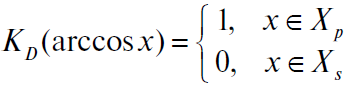 K_D(arccos x) = { 1, x ∈ X_p
0, x ∈ X_s